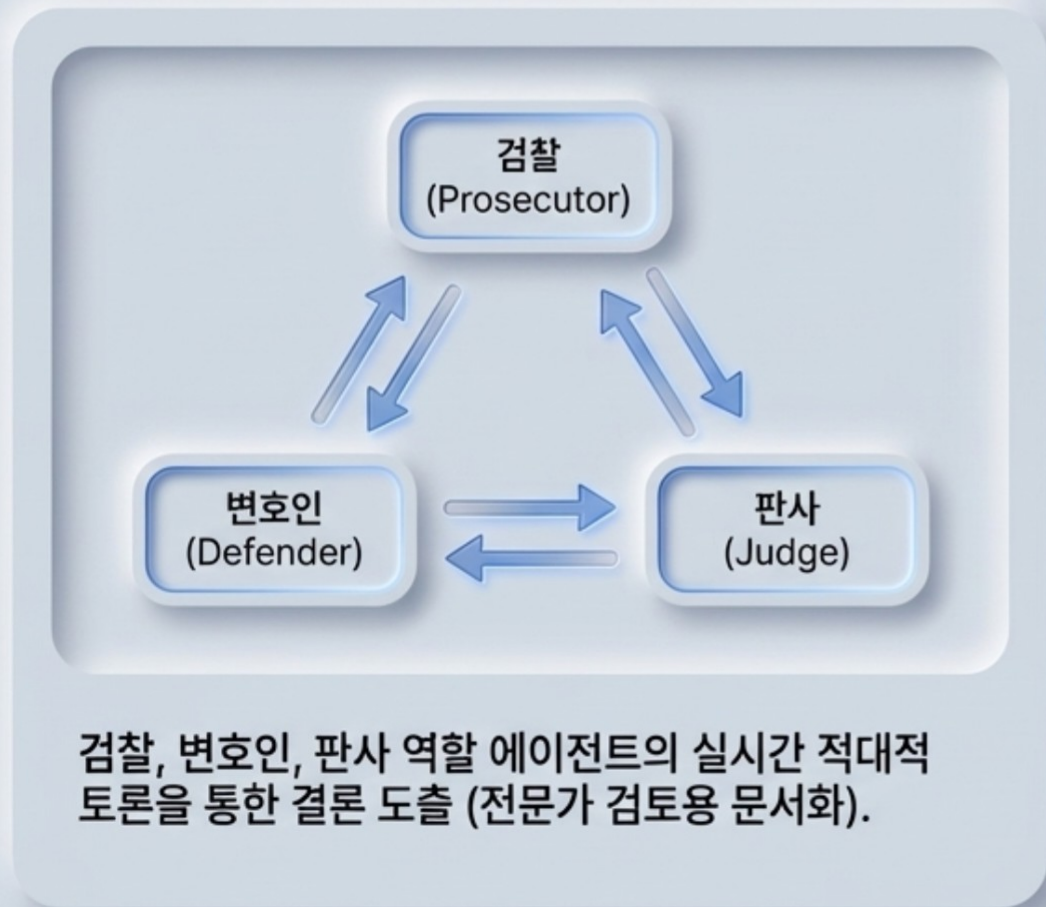 검찰
(Prosecutor)
변호인
(Defender)
판사
(Judge)
검찰, 변호인, 판사 역할 에이전트의 실시간 적대적
토론을 통한 결론 도츨 (전문가 검토용 문서화).